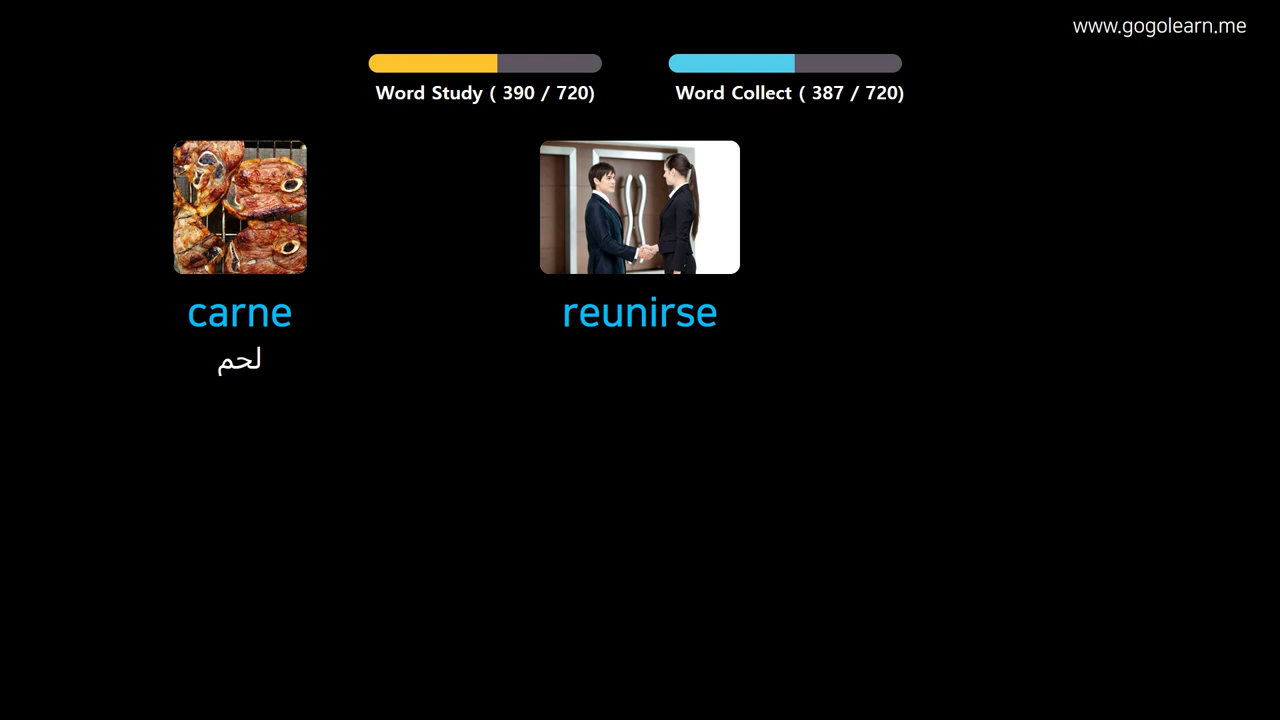 www.gogolearn.me
Word Study ( 390 / 720)
Word Collect ( 387 / 720)
carne
reunirse
لحم